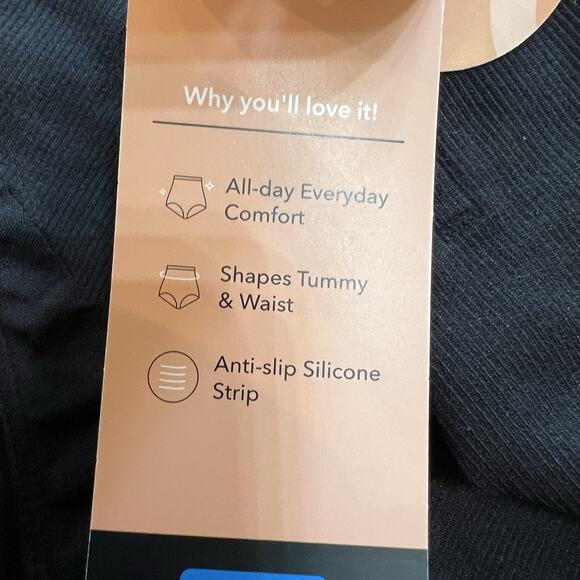 Why you'll love it!
All-day Everyday
Comfort
Shapes Tummy
& Waist
Anti-slip Silicone
Strip